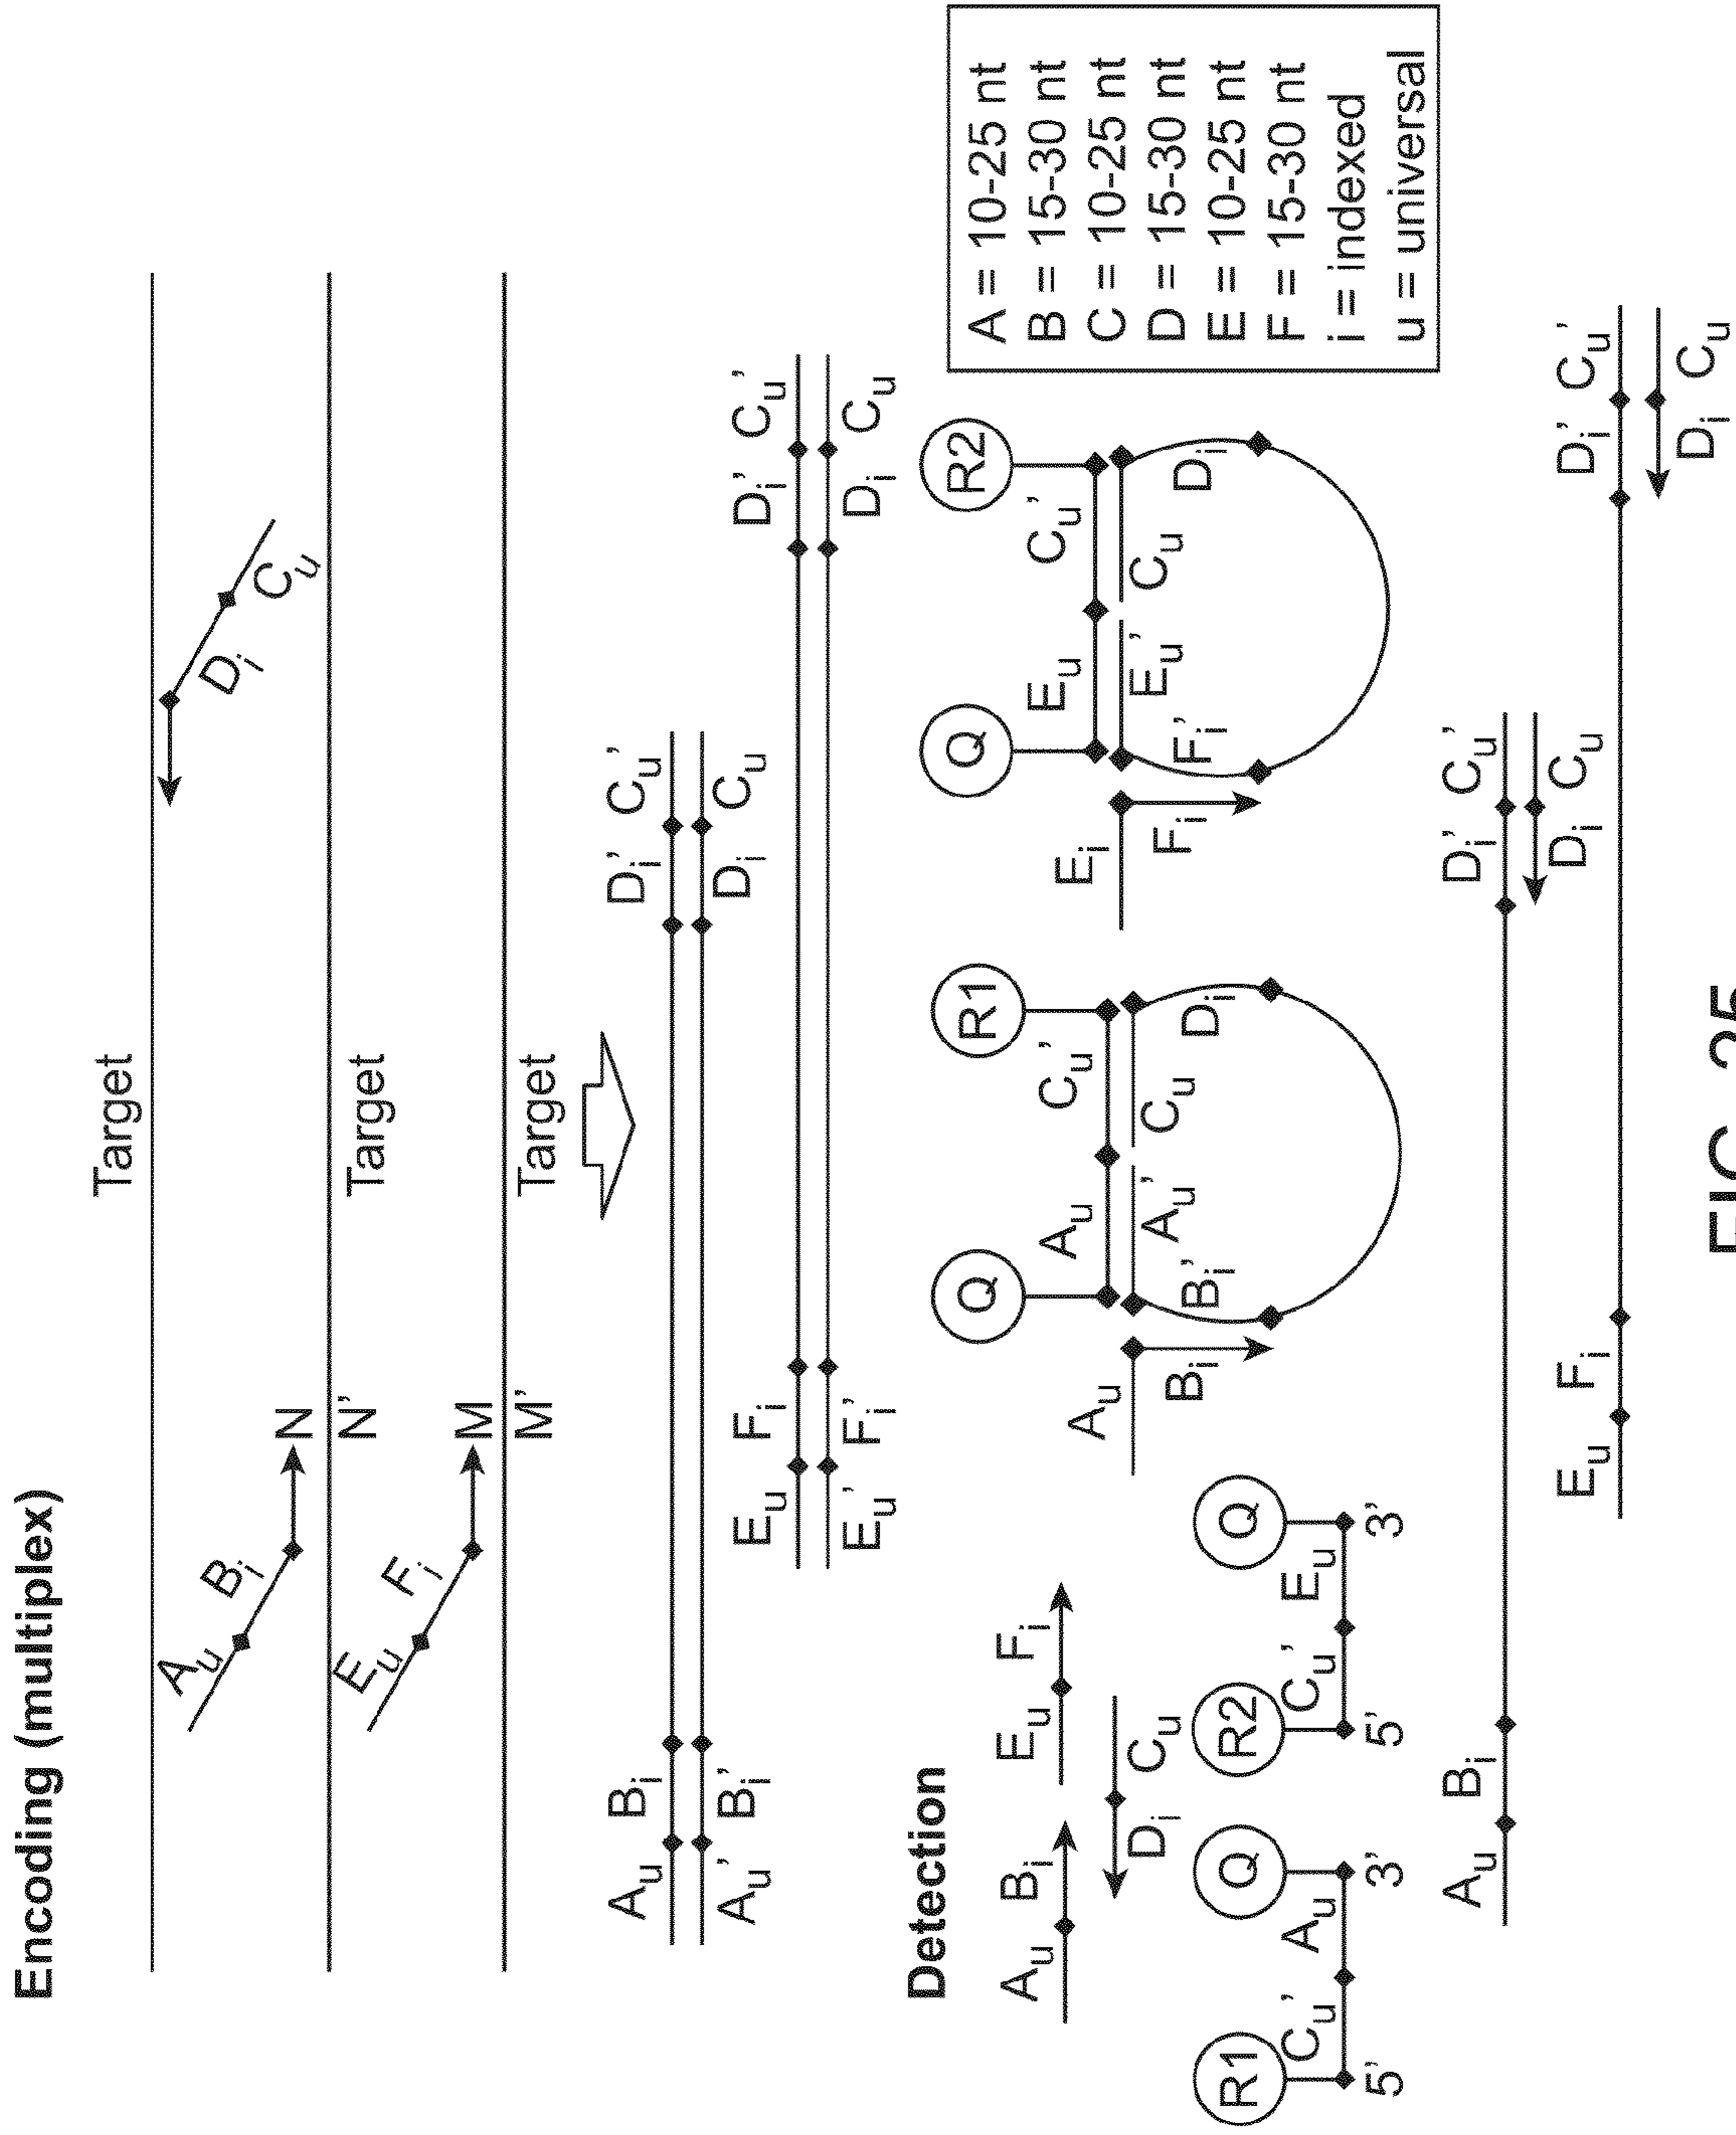 Encoding (multiplex)
Target
Di
Cu
Au
Bi
N
N'
Target
Eu
Fi
M
M'
Target
Au Bi
Di' Cu'
Au' Bi'
Di Cu
Eu Fi
Di' Cu'
Eu' Fi'
Di Cu
Detection
Au Bi
Eu Fi
Di Cu
R1 Q
Cu' Au
5' 3'
R2 Q
Cu' Eu
5' 3'
Q R1
Au Cu'
Au
Au' Cu
Bi
Bi'
Di
Q R2
Eu Cu'
Ei
Eu' Cu
Fi
Fi'
Di
A = 10-25 nt
B = 15-30 nt
C = 10-25 nt
D = 15-30 nt
E = 10-25 nt
F = 15-30 nt
i = indexed
u = universal
Au Bi
Di' Cu'
Di Cu
Eu Fi
Di' Cu'
Di Cu
FIG. 25